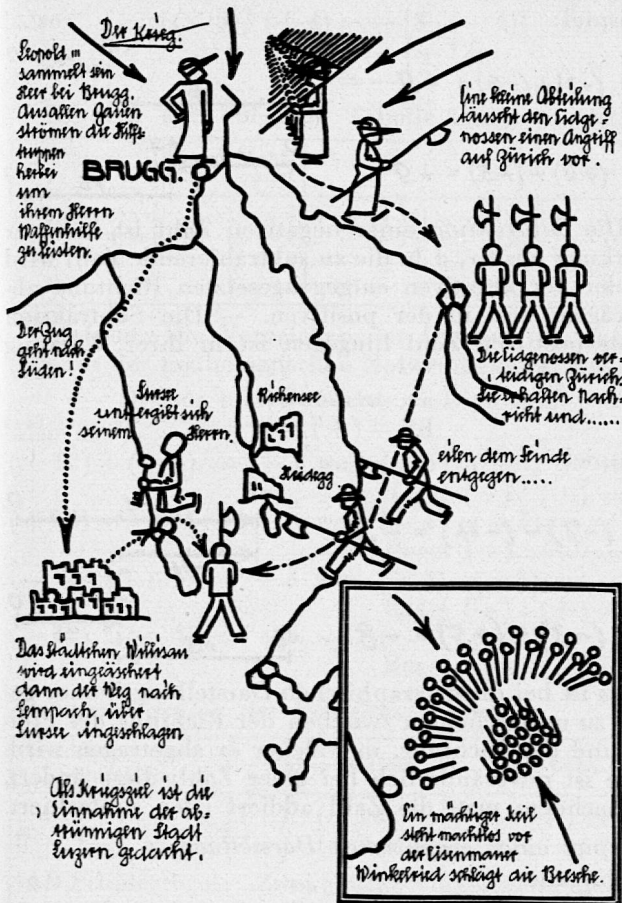 Der Krieg.
Leopold =
sammelt sein
Heer bei Brugg.
Aus allen Gauen
strömen die Hilfs-
truppen
herbei
um
ihrem Herrn
Waffenhilfe
zu leisten.
BRUGG.
Eine kleine Abteilung
täuscht den Eidge-
nossen einen Angriff
auf Zürich vor.
Der Zug
geht nach
Süden!
Die Eidgenossen ver-
teidigen Zürich.
Sie erhalten Nach-
richt und......
Sursee
unterergibt sich
seinem Herrn.
Richensee
Heidegg.
eilen dem Feinde
entgegen.....
Das Städtchen Willisau
wird eingeäschert
dann der Weg nach
Sempach über
Sursee eingeschlagen
Als Kriegsziel ist die
Einnahme der ab-
trünnigen Stadt
Luzern gedacht.
Ein mächtiger Keil
steht machtlos vor
der Eisenmauer
Winkelried schlägt die Bresche.